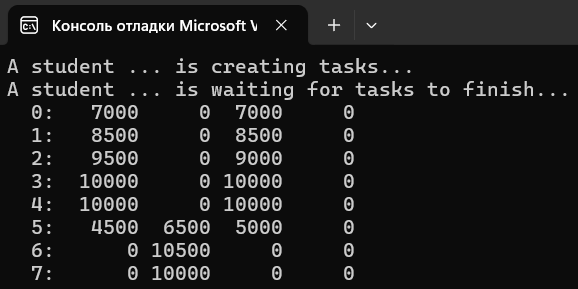 Консоль отладки Microsoft V
A student ... is creating tasks...
A student ... is waiting for tasks to finish...
0: 7000 0 7000 0
1: 8500 0 8500 0
2: 9500 0 9000 0
3: 10000 0 10000 0
4: 10000 0 10000 0
5: 4500 6500 5000 0
6: 0 10500 0 0
7: 0 10000 0 0